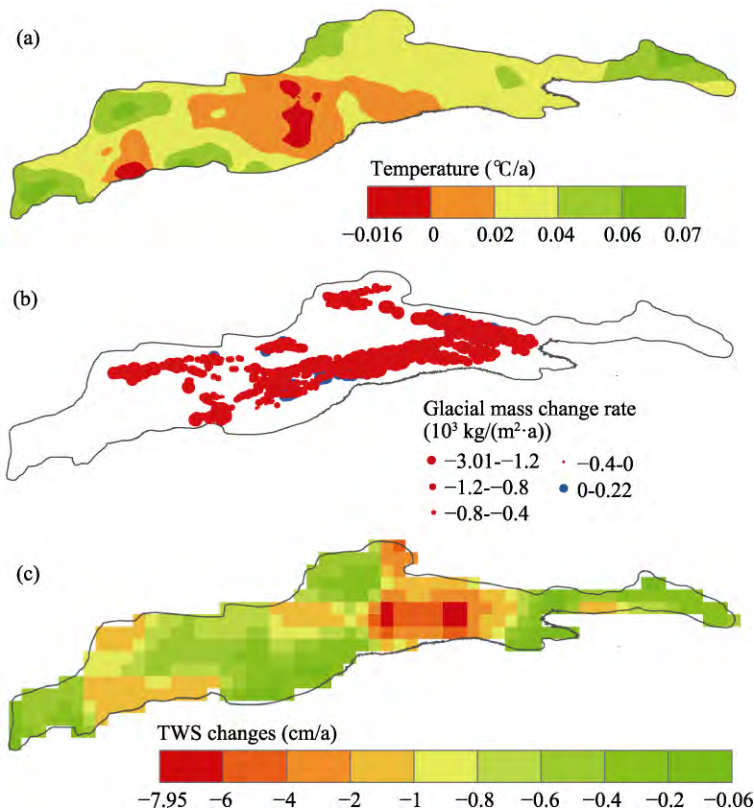 (a)
Temperature (℃/a)
−0.016 0 0.02 0.04 0.06 0.07
(b)
Glacial mass change rate
(10³ kg/(m²·a))
−3.01-−1.2 −0.4-0
−1.2-−0.8 0-0.22
−0.8-−0.4
(c)
TWS changes (cm/a)
−7.95 −6 −4 −2 −1 −0.8 −0.6 −0.4 −0.2 −0.06